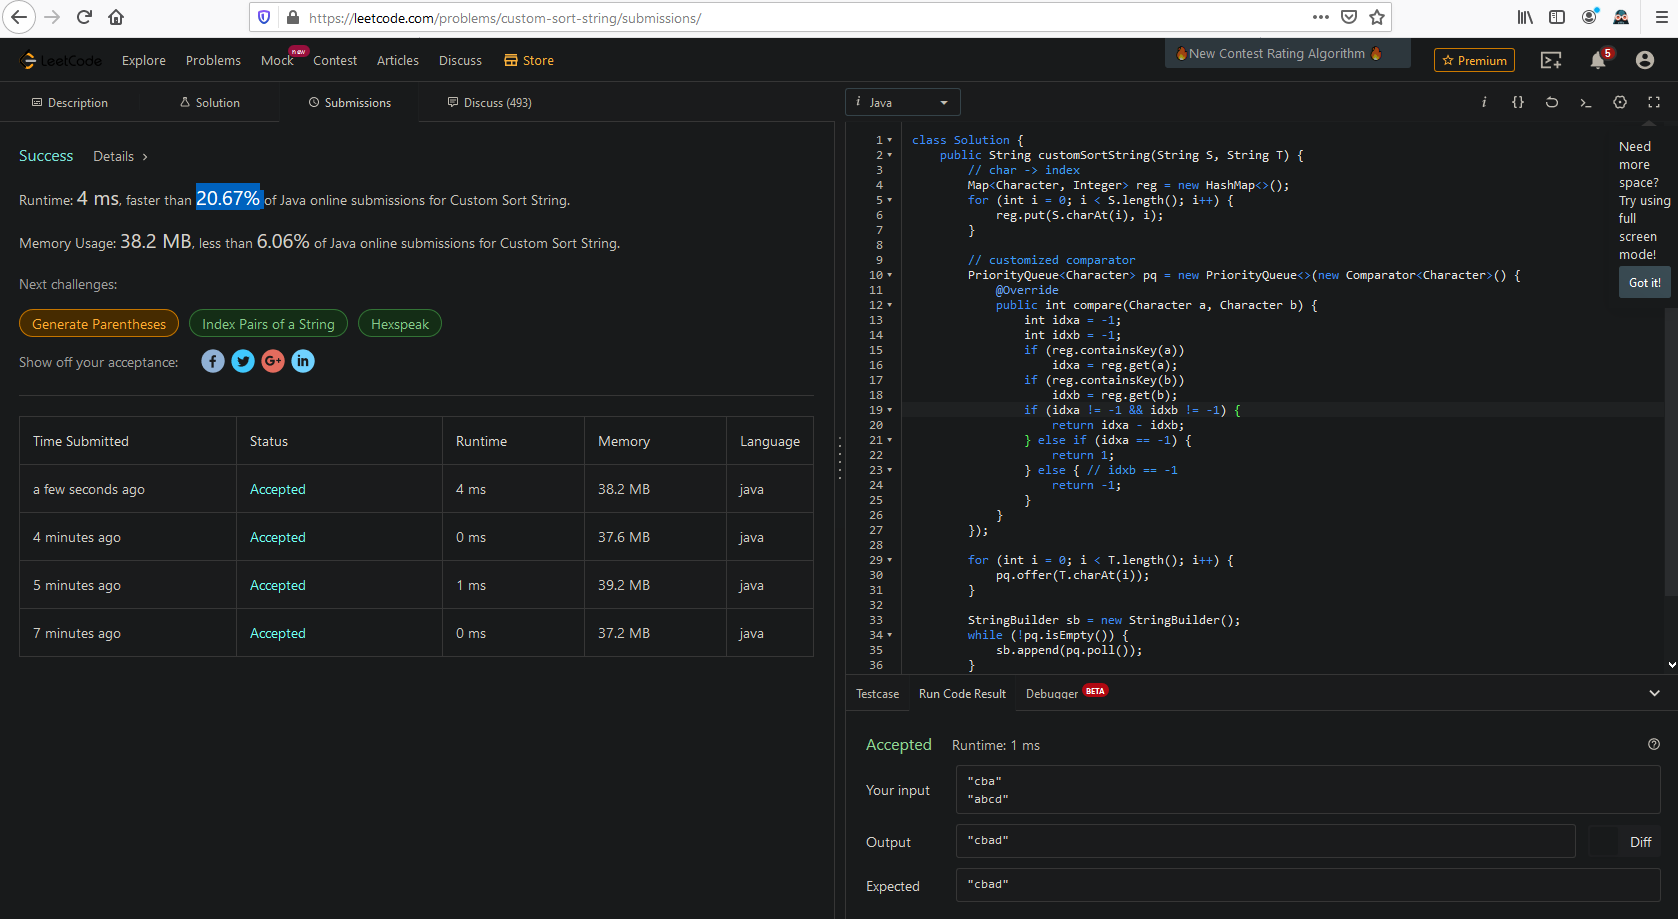 https://leetcode.com/problems/custom-sort-string/submissions/
LeetCode Explore Problems Mock New Contest Articles Discuss Store
New Contest Rating Algorithm
Premium 5
Description Solution Submissions Discuss (493)
Success Details
Runtime: 4 ms, faster than 20.67% of Java online submissions for Custom Sort String.
Memory Usage: 38.2 MB, less than 6.06% of Java online submissions for Custom Sort String.
Next challenges:
Generate Parentheses Index Pairs of a String Hexspeak
Show off your acceptance:
Time Submitted Status Runtime Memory Language
a few seconds ago Accepted 4 ms 38.2 MB java
4 minutes ago Accepted 0 ms 37.6 MB java
5 minutes ago Accepted 1 ms 39.2 MB java
7 minutes ago Accepted 0 ms 37.2 MB java
i Java
i {}
1 class Solution {
2 public String customSortString(String S, String T) {
3 // char -> index
4 Map<Character, Integer> reg = new HashMap<>();
5 for (int i = 0; i < S.length(); i++) {
6 reg.put(S.charAt(i), i);
7 }
8
9 // customized comparator
10 PriorityQueue<Character> pq = new PriorityQueue<>(new Comparator<Character>() {
11 @Override
12 public int compare(Character a, Character b) {
13 int idxa = -1;
14 int idxb = -1;
15 if (reg.containsKey(a))
16 idxa = reg.get(a);
17 if (reg.containsKey(b))
18 idxb = reg.get(b);
19 if (idxa != -1 && idxb != -1) {
20 return idxa - idxb;
21 } else if (idxa == -1) {
22 return 1;
23 } else { // idxb == -1
24 return -1;
25 }
26 }
27 });
28
29 for (int i = 0; i < T.length(); i++) {
30 pq.offer(T.charAt(i));
31 }
32
33 StringBuilder sb = new StringBuilder();
34 while (!pq.isEmpty()) {
35 sb.append(pq.poll());
36 }
Need
more
space?
Try using
full
screen
mode!
Got it!
Testcase Run Code Result Debugger BETA
Accepted Runtime: 1 ms
Your input
"cba"
"abcd"
Output "cbad" Diff
Expected "cbad"